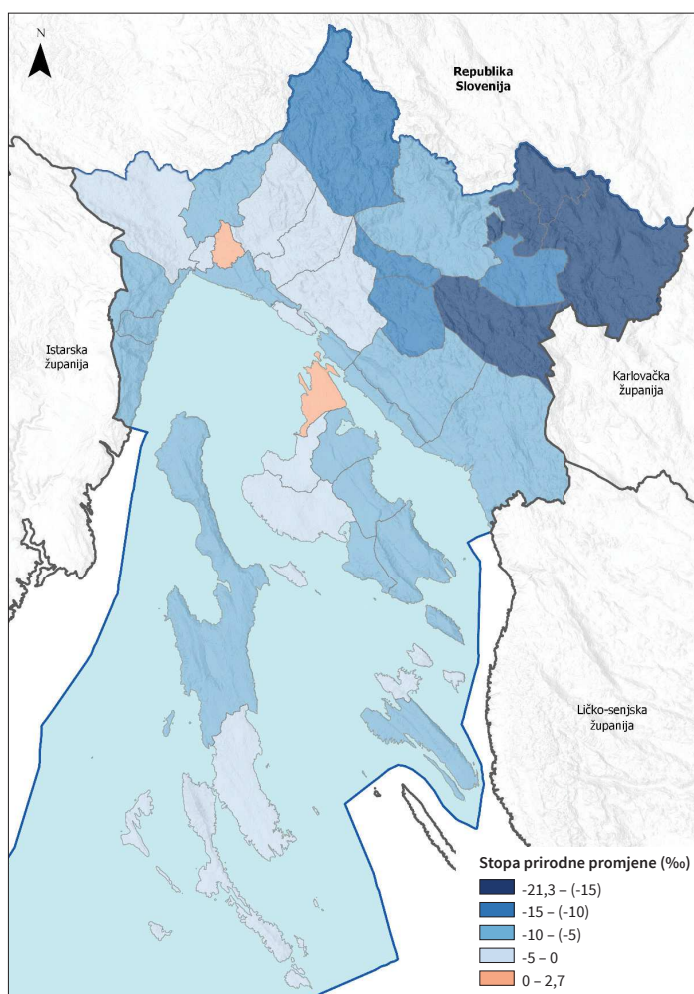 N
Republika
Slovenija
Istarska
županija
Karlovačka
županija
Ličko-senjska
županija
Stopa prirodne promjene (‰)
-21,3 – (-15)
-15 – (-10)
-10 – (-5)
-5 – 0
0 – 2,7